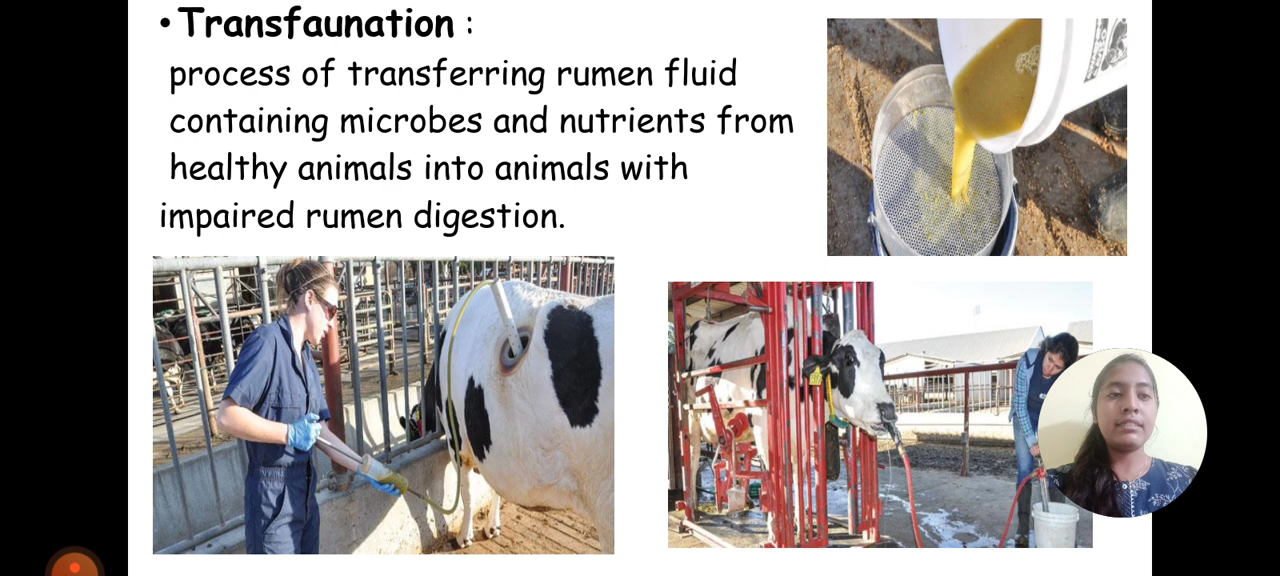 • Transfaunation :
process of transferring rumen fluid
containing microbes and nutrients from
healthy animals into animals with
impaired rumen digestion.